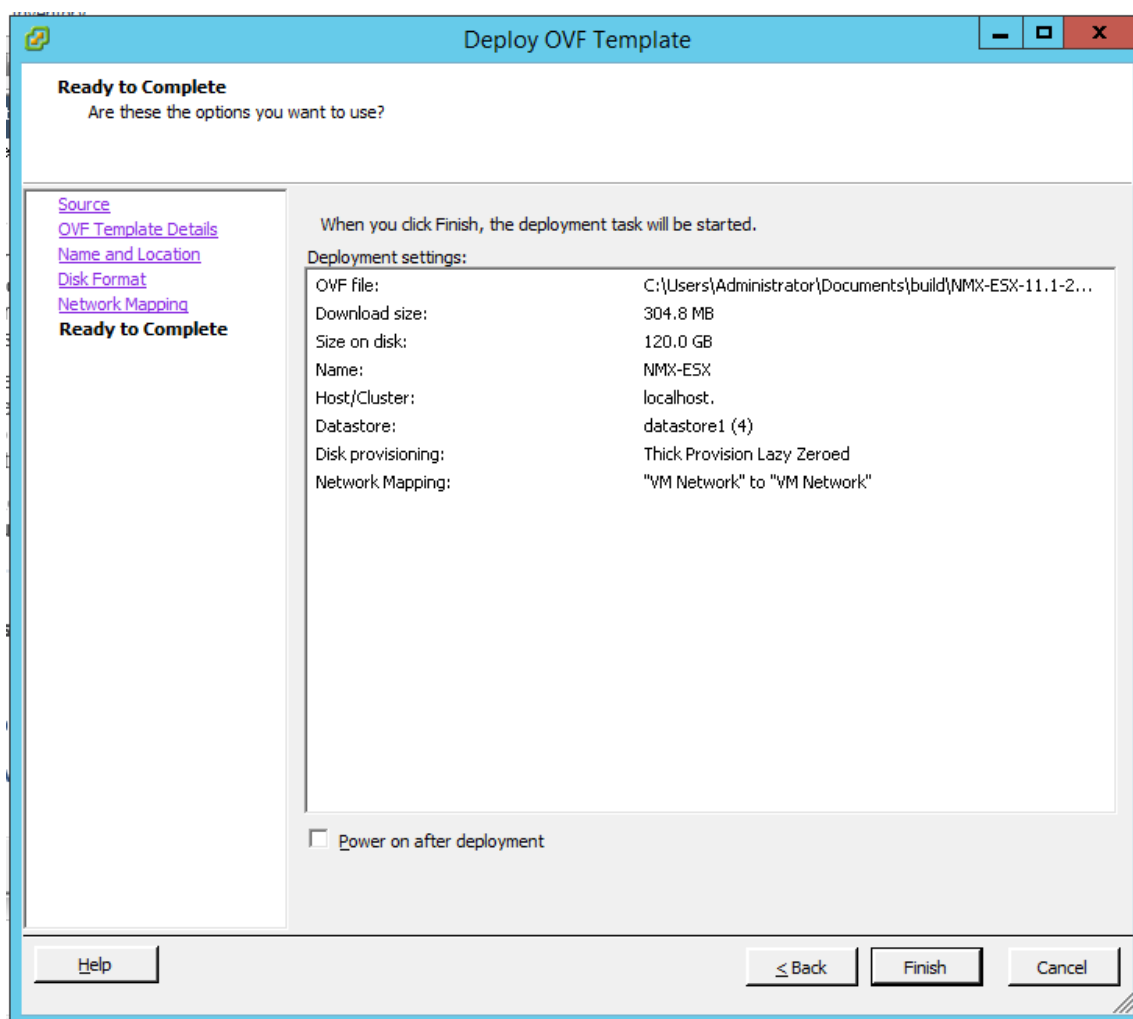 Deploy OVF Template
Ready to Complete
Are these the options you want to use?
Source
OVF Template Details
Name and Location
Disk Format
Network Mapping
Ready to Complete
When you click Finish, the deployment task will be started.
Deployment settings:
OVF file: C:\Users\Administrator\Documents\build\NMX-ESX-11.1-2...
Download size: 304.8 MB
Size on disk: 120.0 GB
Name: NMX-ESX
Host/Cluster: localhost.
Datastore: datastore1 (4)
Disk provisioning: Thick Provision Lazy Zeroed
Network Mapping: "VM Network" to "VM Network"
Power on after deployment
Help
< Back
Finish
Cancel